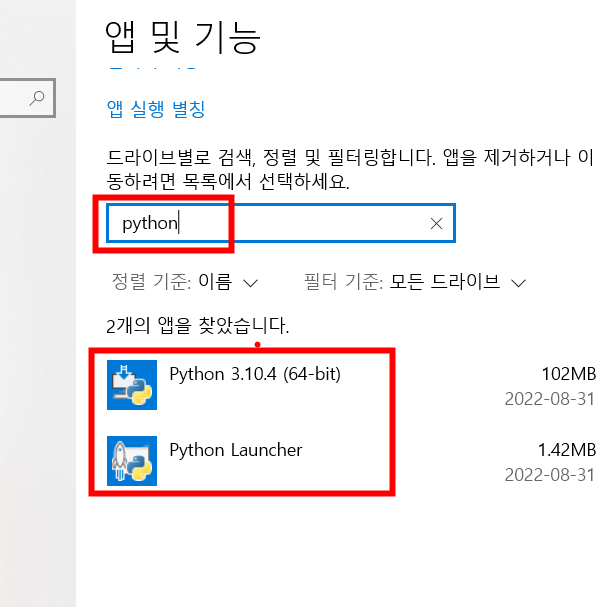 앱 및 기능
앱 실행 별칭
드라이브별로 검색, 정렬 및 필터링합니다. 앱을 제거하거나 이
동하려면 목록에서 선택하세요.
python
정렬 기준: 이름
필터 기준: 모든 드라이브
2개의 앱을 찾았습니다.
Python 3.10.4 (64-bit)
102MB
2022-08-31
Python Launcher
1.42MB
2022-08-31